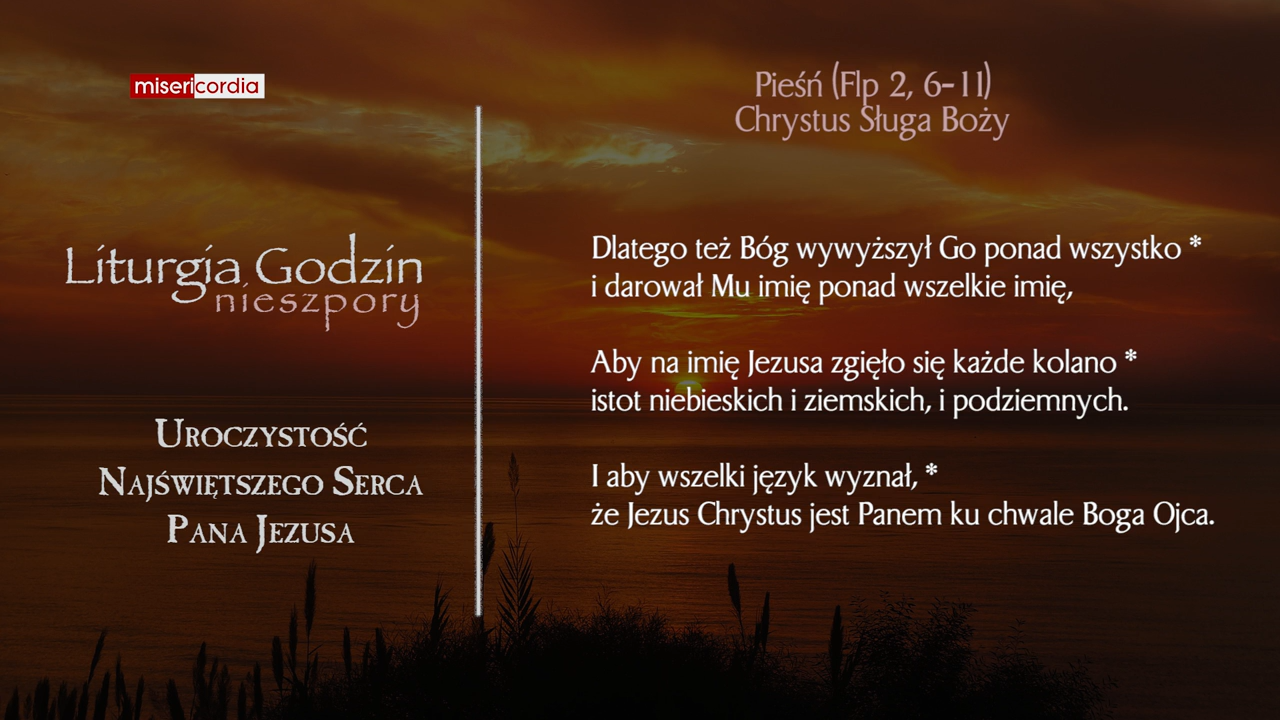 misericordia
Liturgia Godzin
nieszpory
Uroczystość
Najświętszego Serca
Pana Jezusa
Pieśń (Flp 2, 6-11)
Chrystus Sługa Boży
Dlatego też Bóg wywyższył Go ponad wszystko *
i darował Mu imię ponad wszelkie imię,
Aby na imię Jezusa zgięło się każde kolano *
istot niebieskich i ziemskich, i podziemnych.
I aby wszelki język wyznał, *
że Jezus Chrystus jest Panem ku chwale Boga Ojca.